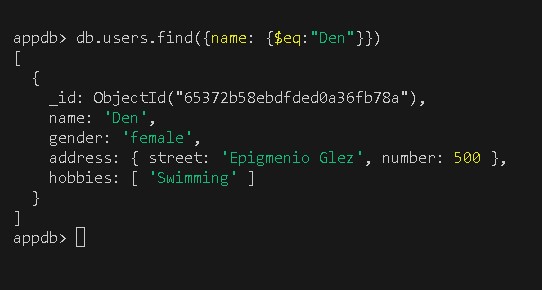 appdb> db.users.find({name: {$eq:"Den"}})
[
  {
    _id: ObjectId("65372b58ebdfded0a36fb78a"),
    name: 'Den',
    gender: 'female',
    address: { street: 'Epigmenio Glez', number: 500 },
    hobbies: [ 'Swimming' ]
  }
]
appdb>